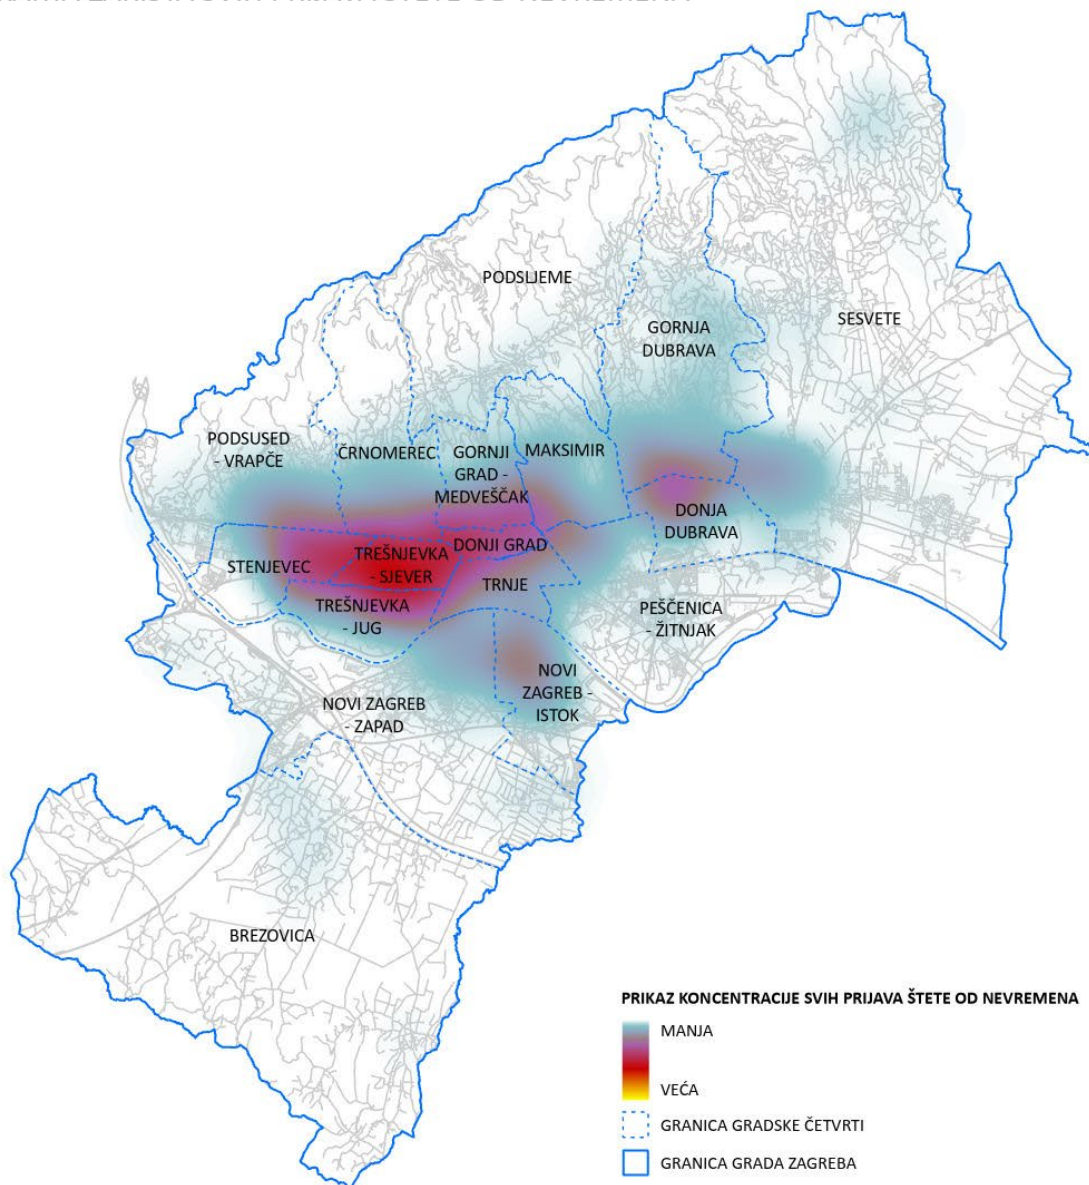 PODSLJEME
SESVETE
GORNJA
DUBRAVA
PODSUSED
- VRAPČE
ČRNOMEREC
GORNJI
GRAD -
MEDVEŠČAK
MAKSIMIR
DONJA
DUBRAVA
STENJEVEC
TREŠNJEVKA
- SJEVER
DONJI GRAD
TRNJE
TREŠNJEVKA
- JUG
PEŠČENICA
- ŽITNJAK
NOVI
ZAGREB -
ISTOK
NOVI ZAGREB
- ZAPAD
BREZOVICA
PRIKAZ KONCENTRACIJE SVIH PRIJAVA ŠTETE OD NEVREMENA
MANJA
VEĆA
GRANICA GRADSKE ČETVRTI
GRANICA GRADA ZAGREBA